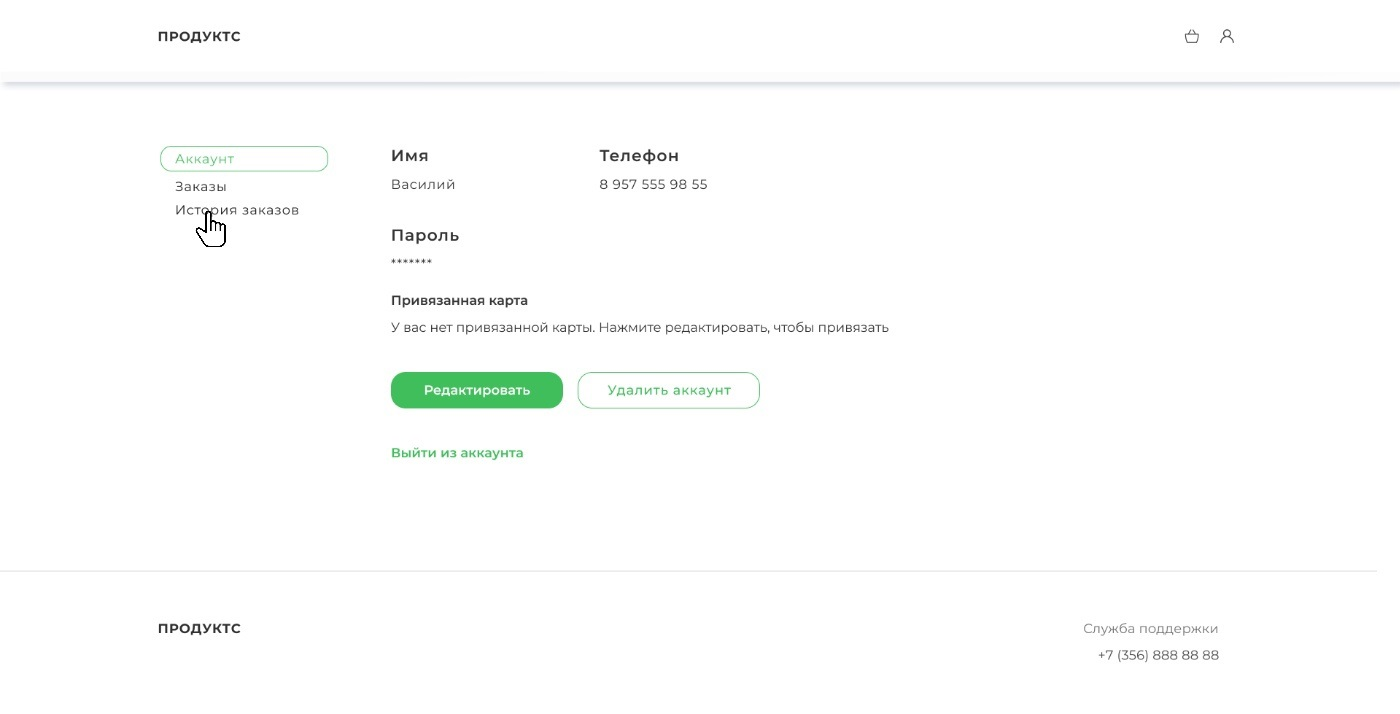 ПРОДУКТС
Аккаунт
Заказы
История заказов
Имя
Василий
Телефон
8 957 555 98 55
Пароль
*******
Привязанная карта
У вас нет привязанной карты. Нажмите редактировать, чтобы привязать
Редактировать
Удалить аккаунт
Выйти из аккаунта
ПРОДУКТС
Служба поддержки
+7 (356) 888 88 88